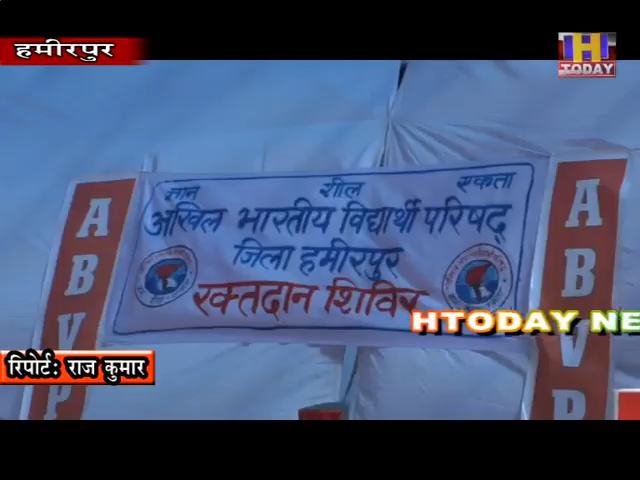 हमीरपुर
H
TODAY
ज्ञान शील एकता
अखिल भारतीय विद्यार्थी परिषद्
जिला हमीरपुर
रक्तदान शिविर
ABVP
ABVP
HTODAY NE
रिपोर्टः राज कुमार